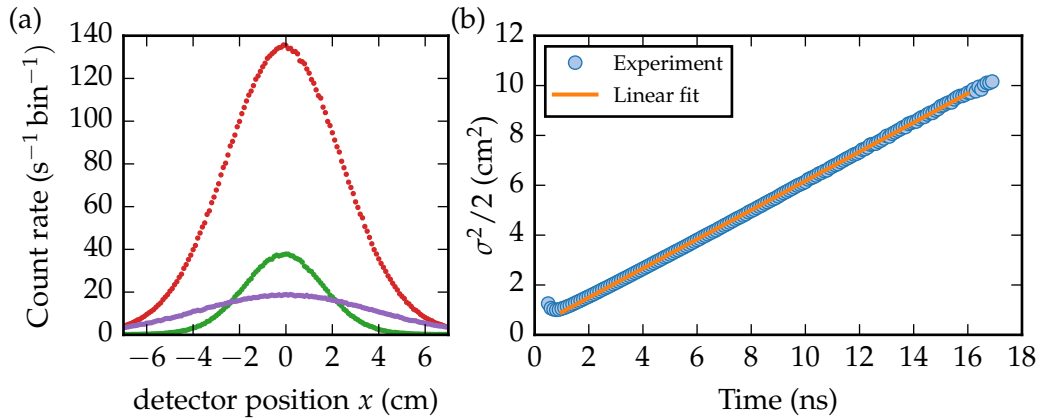 (a)
140
120
100
80
60
40
20
0
−6 −4 −2 0 2 4 6
Count rate (s⁻¹ bin⁻¹)
detector position x (cm)
(b)
12
10
8
6
4
2
0
0 2 4 6 8 10 12 14 16 18
σ²/2 (cm²)
Time (ns)
Experiment
Linear fit